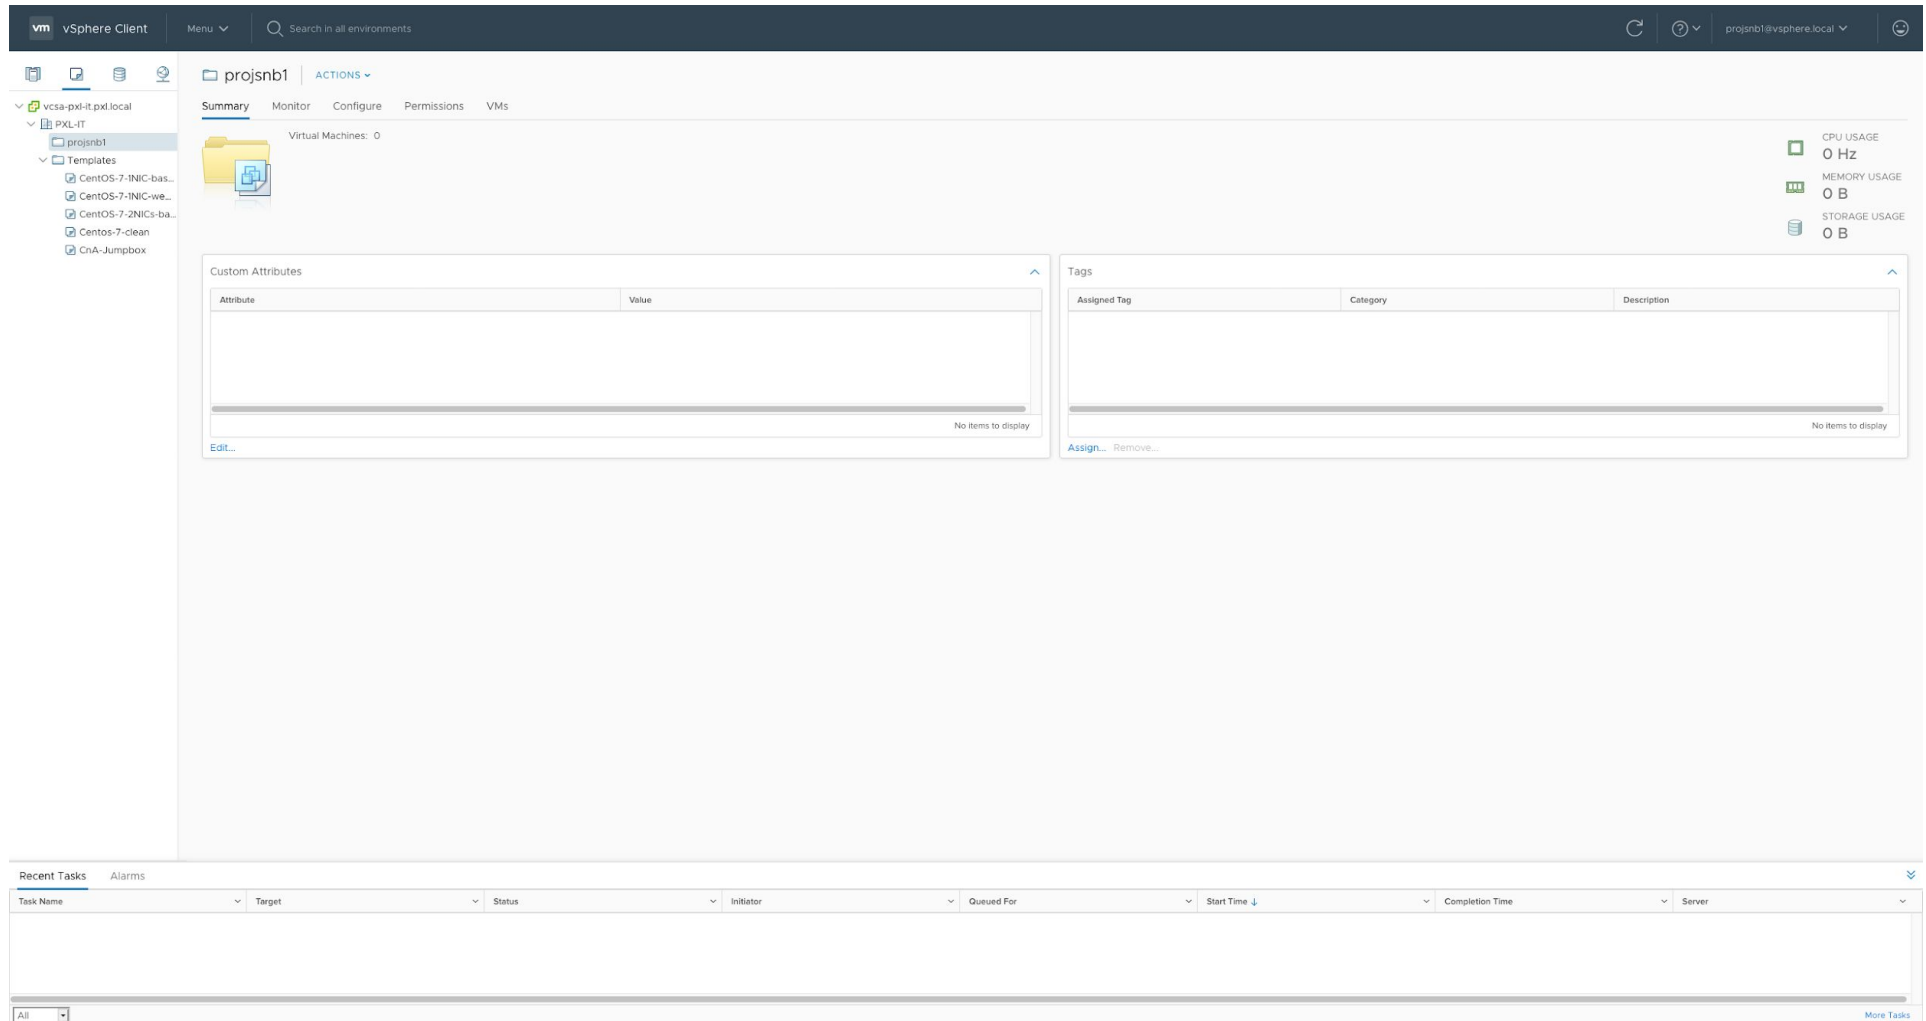 vm vSphere Client Menu Search in all environments projsnb1@vsphere.local
projsnb1 ACTIONS
Summary Monitor Configure Permissions VMs
vcsa-pxl-it.pxl.local
PXL-IT
projsnb1
Templates
CentOS-7-1NIC-bas...
CentOS-7-1NIC-we...
CentOS-7-2NICs-ba...
Centos-7-clean
CnA-Jumpbox
Virtual Machines: 0
CPU USAGE
0 Hz
MEMORY USAGE
0 B
STORAGE USAGE
0 B
Custom Attributes
Attribute Value
No items to display
Edit...
Tags
Assigned Tag Category Description
No items to display
Assign... Remove...
Recent Tasks Alarms
Task Name Target Status Initiator Queued For Start Time Completion Time Server
All More Tasks